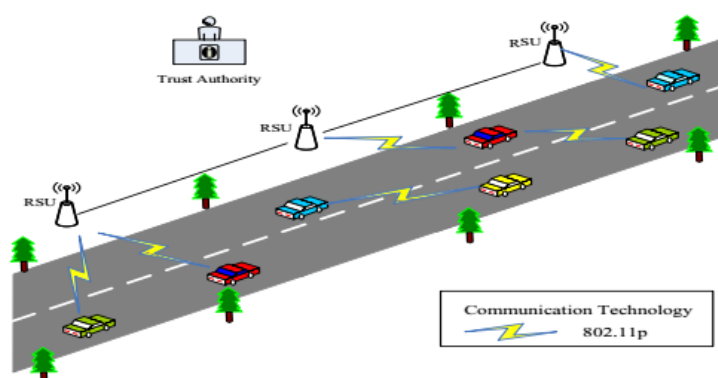 RSU
Trust Authority
RSU
RSU
Communication Technology
802.11p